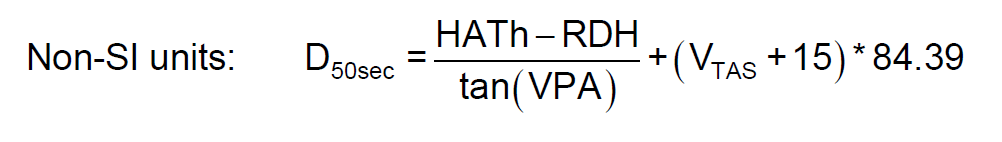 Non-SI units: D50sec = HATh – RDH / tan(VPA) + (VTAS + 15) * 84.39